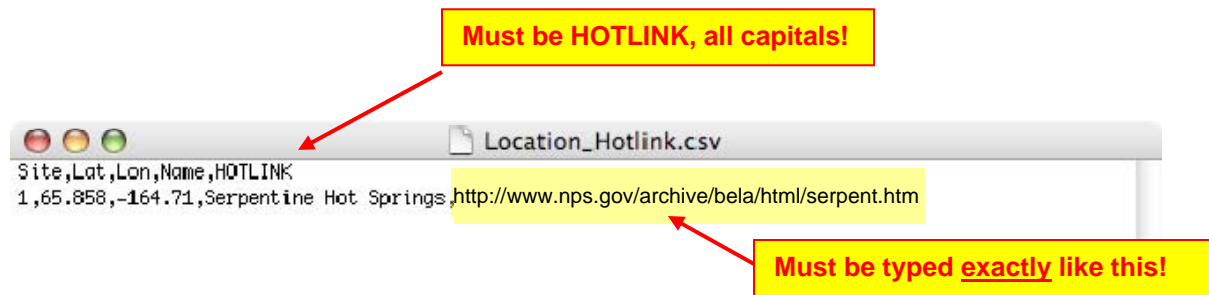 Must be HOTLINK, all capitals!
Location_Hotlink.csv
Site,Lat,Lon,Name,HOTLINK
1,65.858,-164.71,Serpentine Hot Springs,http://www.nps.gov/archive/bela/html/serpent.htm
Must be typed exactly like this!